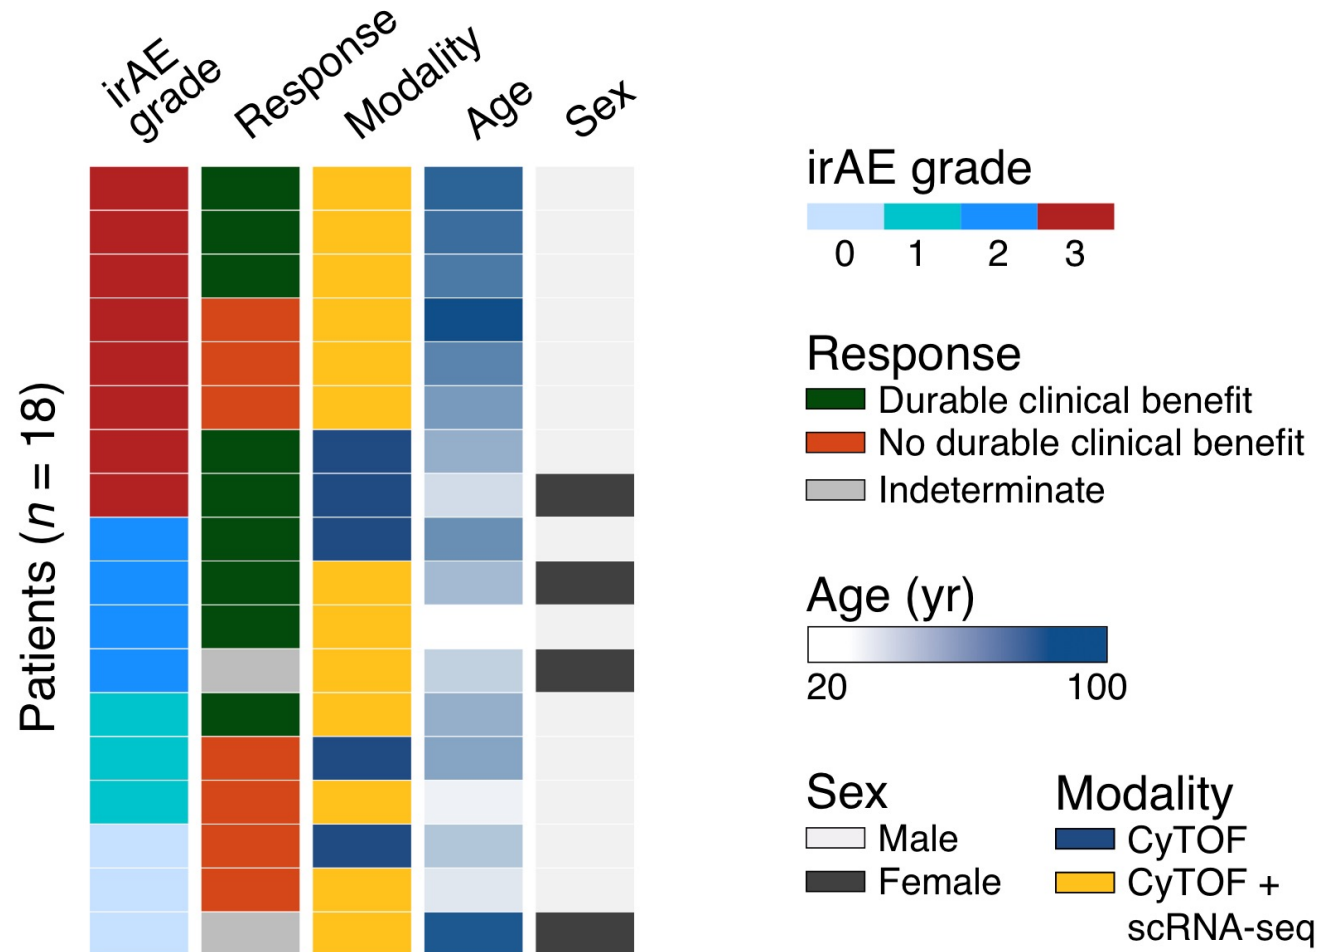 irAE
grade
Response
Modality
Age
Sex
Patients (n = 18)
irAE grade
0 1 2 3
Response
Durable clinical benefit
No durable clinical benefit
Indeterminate
Age (yr)
20 100
Sex
Male
Female
Modality
CyTOF
CyTOF +
scRNA-seq